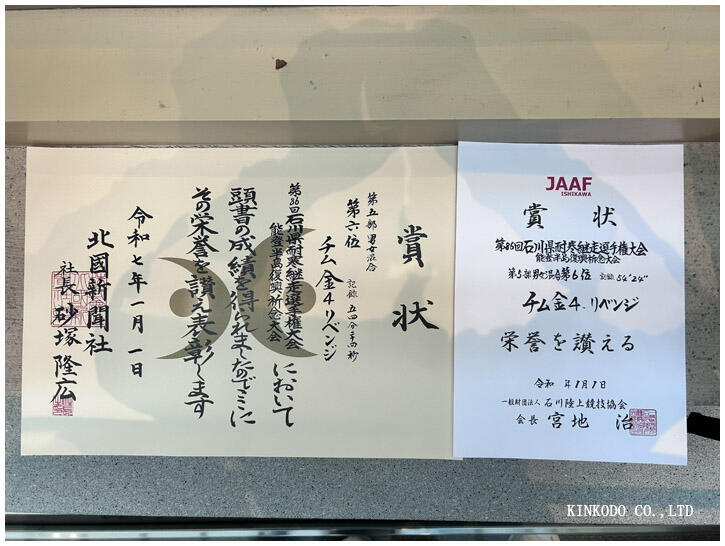 賞状
第五部 男女混合
第六位
記録 五四分二四秒
チム 金4リベンジ
第86回石川県耐寒継走選手権大会
能登半島復興祈念大会
において
頭書の成績を得られましたのでここに
その栄誉を讃え表彰します
令和七年一月一日
北國新聞社
社長 砂塚隆広
JAAF
ISHIKAWA
賞状
第86回石川県耐寒継走選手権大会
能登半島復興祈念大会
第5部男女混合第6位 記録 54'24"
チム金4.リベンジ
栄誉を讃える
令和 7年1月1日
一般財団法人 石川陸上競技協会
会長 宮地 治
KINKODO CO.,LTD